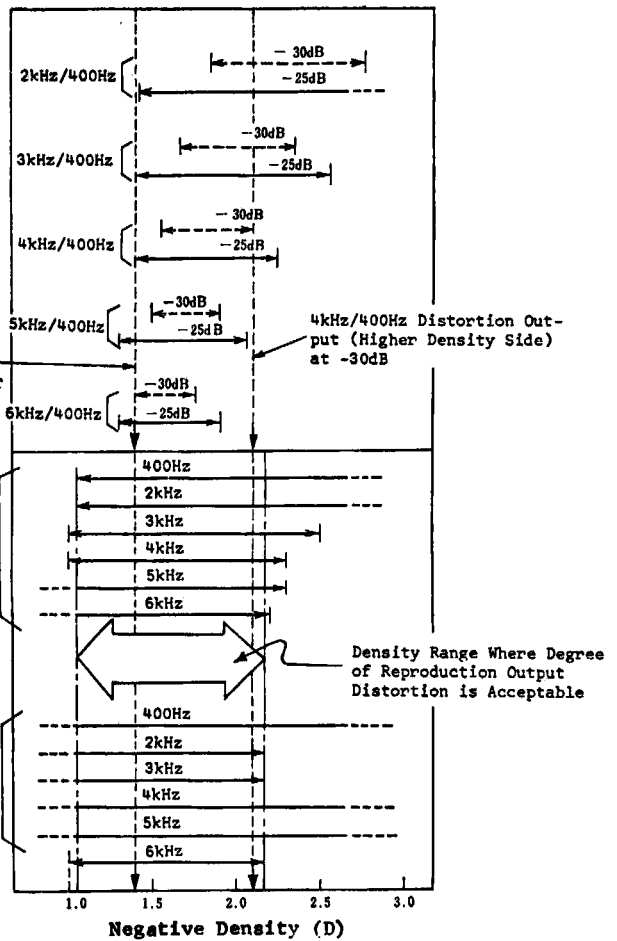 - 30dB
2kHz/400Hz
-25dB
-30dB
3kHz/400Hz
-25dB
- 30dB
4kHz/400Hz
-25dB
-30dB
5kHz/400Hz
-25dB
4kHz/400Hz Distortion Out-
put (Higher Density Side)
at -30dB
-30dB
6kHz/400Hz
-25dB
400Hz
2kHz
3kHz
4kHz
5kHz
6kHz
Density Range Where Degree
of Reproduction Output
Distortion is Acceptable
400Hz
2kHz
3kHz
4kHz
5kHz
6kHz
1.0 1.5 2.0 2.5 3.0
Negative Density (D)